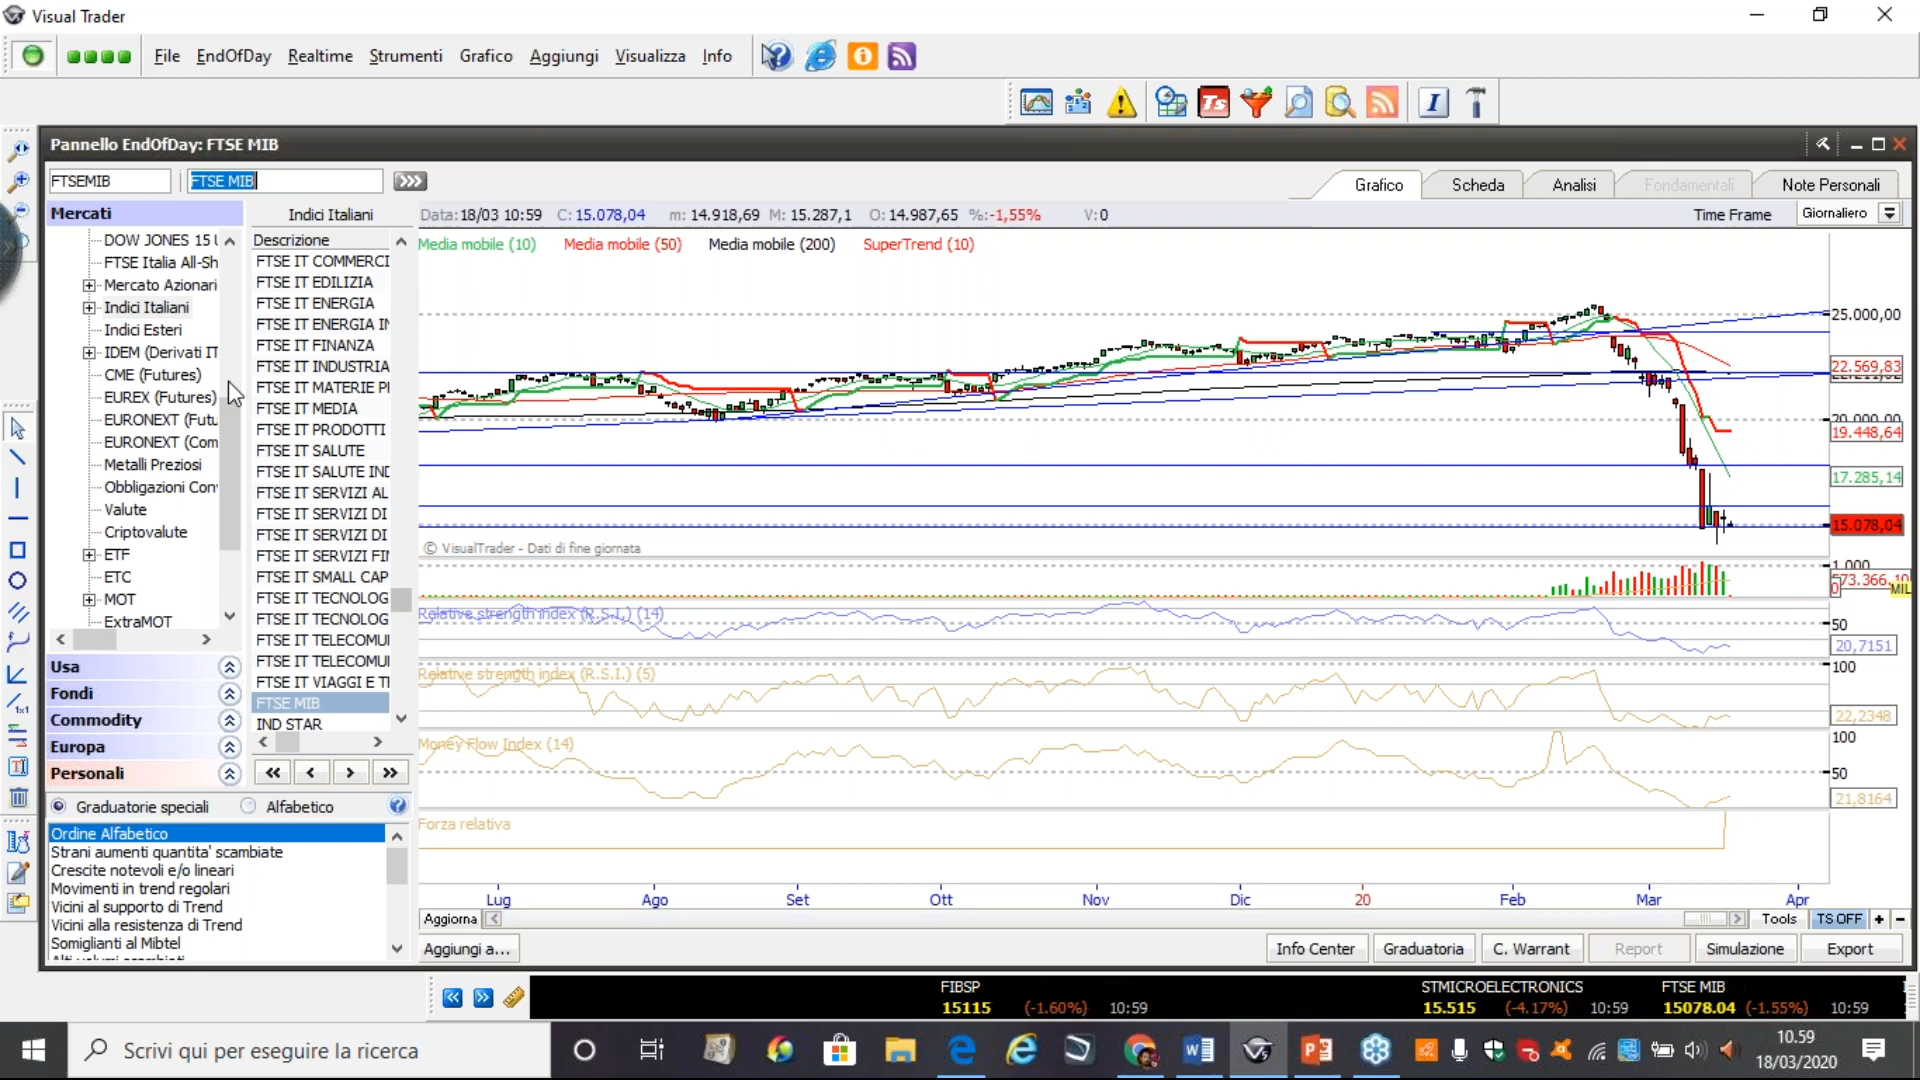 Visual Trader
File EndOfDay Realtime Strumenti Grafico Aggiungi Visualizza Info
Pannello EndOfDay: FTSE MIB
FTSEMIB FTSE MIB
Grafico Scheda Analisi Fondamentali Note Personali
Mercati
Indici Italiani
Data:18/03 10:59 C:15.078,04 m: 14.918,69 M: 15.287,1 O:14.987,65 %:-1,55% V:0
Time Frame Giornaliero
Media mobile (10) Media mobile (50) Media mobile (200) SuperTrend (10)
DOW JONES 15
FTSE Italia All-Sh
Mercato Azionari
Indici Italiani
Indici Esteri
IDEM (Derivati IT
CME (Futures)
EUREX (Futures)
EURONEXT (Futu
EURONEXT (Com
Metalli Preziosi
Obbligazioni Con
Valute
Criptovalute
ETF
ETC
MOT
ExtraMOT
Usa
Fondi
Commodity
Europa
Personali
Descrizione
FTSE IT COMMERCI
FTSE IT EDILIZIA
FTSE IT ENERGIA
FTSE IT ENERGIA IN
FTSE IT FINANZA
FTSE IT INDUSTRIA
FTSE IT MATERIE P
FTSE IT MEDIA
FTSE IT PRODOTTI
FTSE IT SALUTE
FTSE IT SALUTE IND
FTSE IT SERVIZI AL
FTSE IT SERVIZI DI
FTSE IT SERVIZI DI
FTSE IT SERVIZI FI
FTSE IT SMALL CAP
FTSE IT TECNOLOG
FTSE IT TECNOLOG
FTSE IT TELECOMU
FTSE IT TELECOMU
FTSE IT VIAGGI E T
FTSE MIB
IND STAR
Graduatorie speciali Alfabetico
Ordine Alfabetico
Strani aumenti quantita' scambiate
Crescite notevoli e/o lineari
Movimenti in trend regolari
Vicini al supporto di Trend
Vicini alla resistenza di Trend
Somiglianti al Mibtel
25.000,00
22.569,83
20.000,00
19.448,64
17.285,14
15.078,04
© VisualTrader - Dati di fine giornata
1.000
573.366,10
0
MIL
Relative strength index (R.S.I.) (14)
50
20,7151
Relative strength index (R.S.I.) (5)
100
22,2348
Money Flow Index (14)
100
50
21,8164
Forza relativa
Lug Ago Set Ott Nov Dic 20 Feb Mar Apr
Aggiorna Tools TS OFF + -
Aggiungi a... Info Center Graduatoria C. Warrant Report Simulazione Export
FIBSP STMICROELECTRONICS FTSE MIB
15115 (-1.60%) 10:59 15.515 (-4.17%) 10:59 15078.04 (-1.55%) 10:59
Scrivi qui per eseguire la ricerca
10.59
18/03/2020